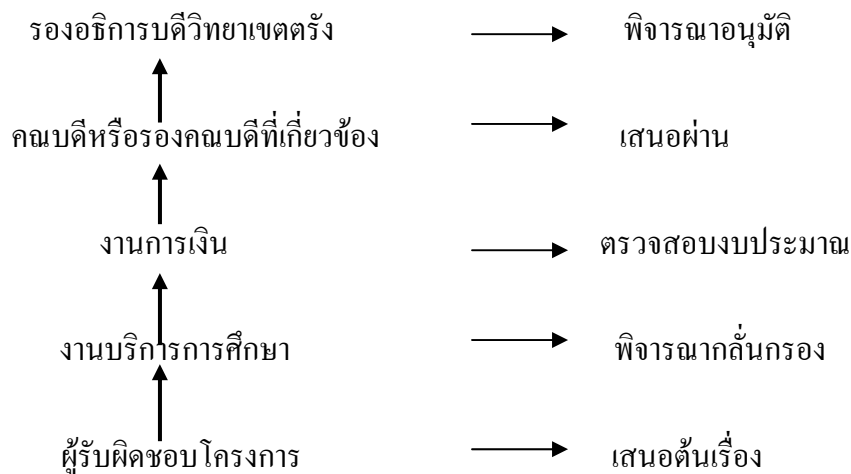 รองอธิการบดีวิทยาเขตตรัง พิจารณาอนุมัติ
คณบดีหรือรองคณบดีที่เกี่ยวข้อง เสนอผ่าน
งานการเงิน ตรวจสอบงบประมาณ
งานบริการการศึกษา พิจารณากลั่นกรอง
ผู้รับผิดชอบโครงการ เสนอต้นเรื่อง